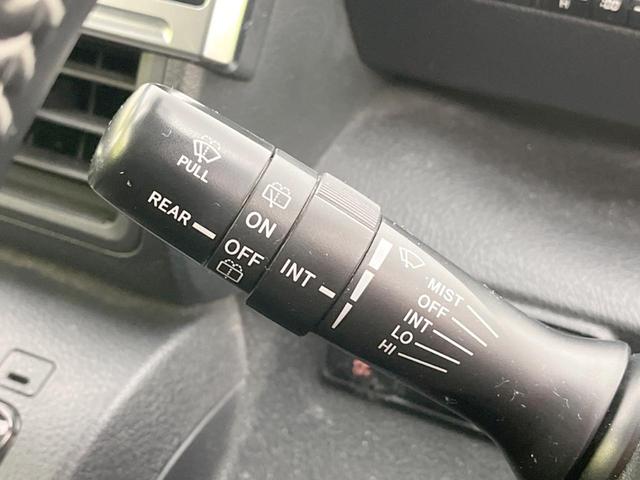 PULL
REAR
ON
OFF
INT
MIST
OFF
INT
LO
HI